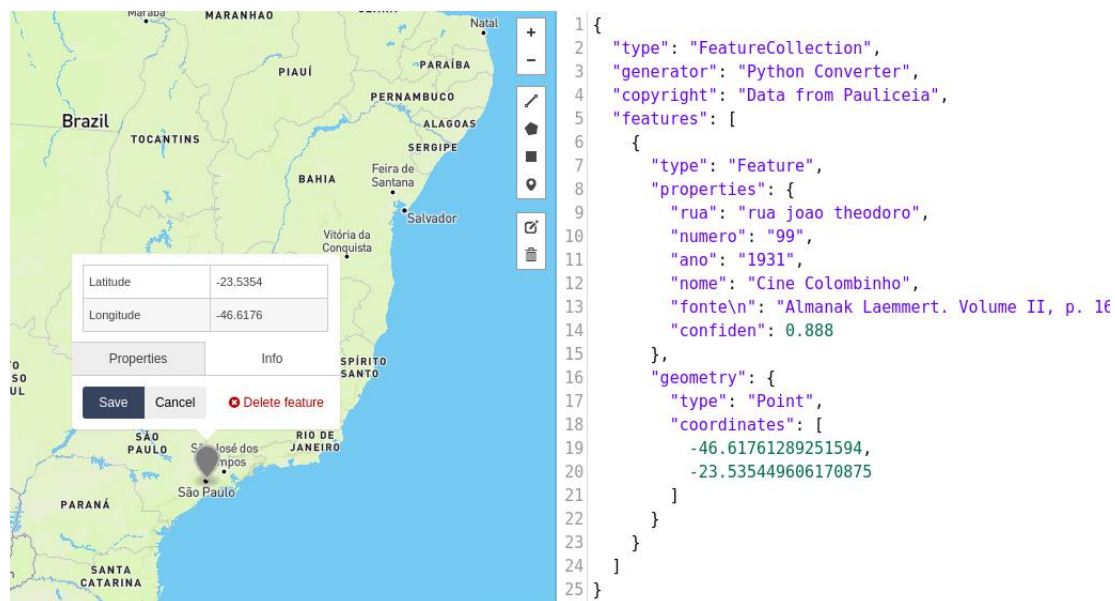 Maraba
MARANHÃO
Natal
PIAUÍ
PARAÍBA
PERNAMBUCO
Brazil
ALAGOAS
TOCANTINS
SERGIPE
Feira de
Santana
BAHIA
Salvador
Vitória da
Conquista
Latitude -23.5354
Longitude -46.6176
Properties Info
ESPÍRITO
SANTO
Save Cancel Delete feature
SÃO
PAULO
RIO DE
JANEIRO
São José dos
São Paulo
PARANÁ
SANTA
CATARINA
1 {
2 "type": "FeatureCollection",
3 "generator": "Python Converter",
4 "copyright": "Data from Pauliceia",
5 "features": [
6 {
7 "type": "Feature",
8 "properties": {
9 "rua": "rua joao theodoro",
10 "numero": "99",
11 "ano": "1931",
12 "nome": "Cine Colombinho",
13 "fonte\n": "Almanak Laemmert. Volume II, p. 16
14 "confiden": 0.888
15 },
16 "geometry": {
17 "type": "Point",
18 "coordinates": [
19 -46.61761289251594,
20 -23.535449606170875
21 ]
22 }
23 }
24 ]
25 }